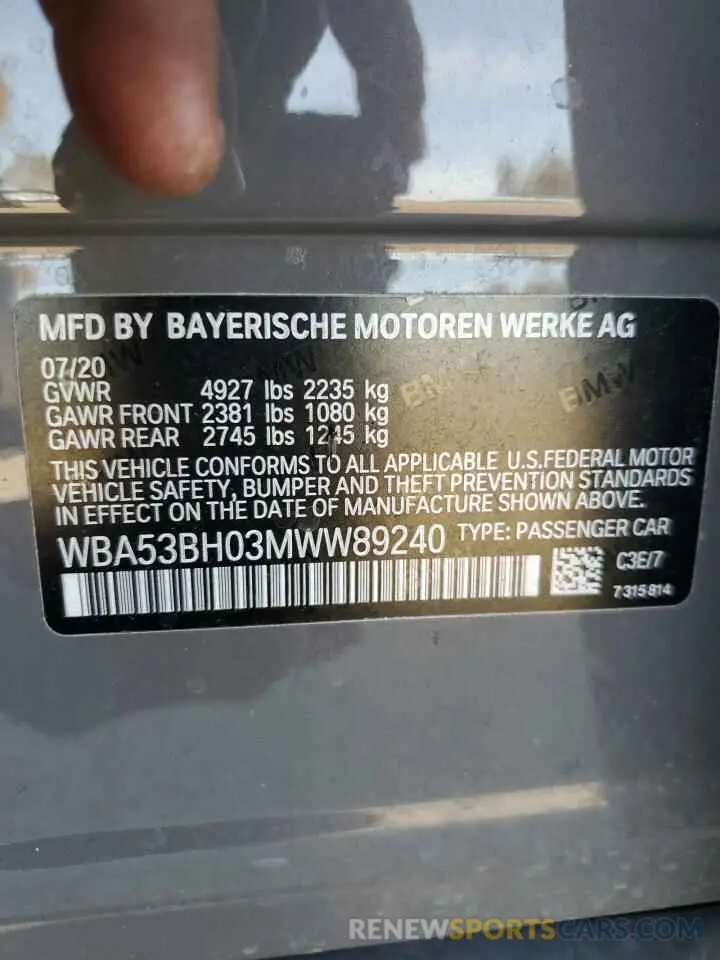 MFD BY BAYERISCHE MOTOREN WERKE AG
07/20
GVWR 4927 lbs 2235 kg
GAWR FRONT 2381 lbs 1080 kg
GAWR REAR 2745 lbs 1245 kg
THIS VEHICLE CONFORMS TO ALL APPLICABLE U.S.FEDERAL MOTOR
VEHICLE SAFETY, BUMPER AND THEFT PREVENTION STANDARDS
IN EFFECT ON THE DATE OF MANUFACTURE SHOWN ABOVE.
WBA53BH03MWW89240 TYPE: PASSENGER CAR
C3E/7
7315814
RENEWSPORTSCARS.COM